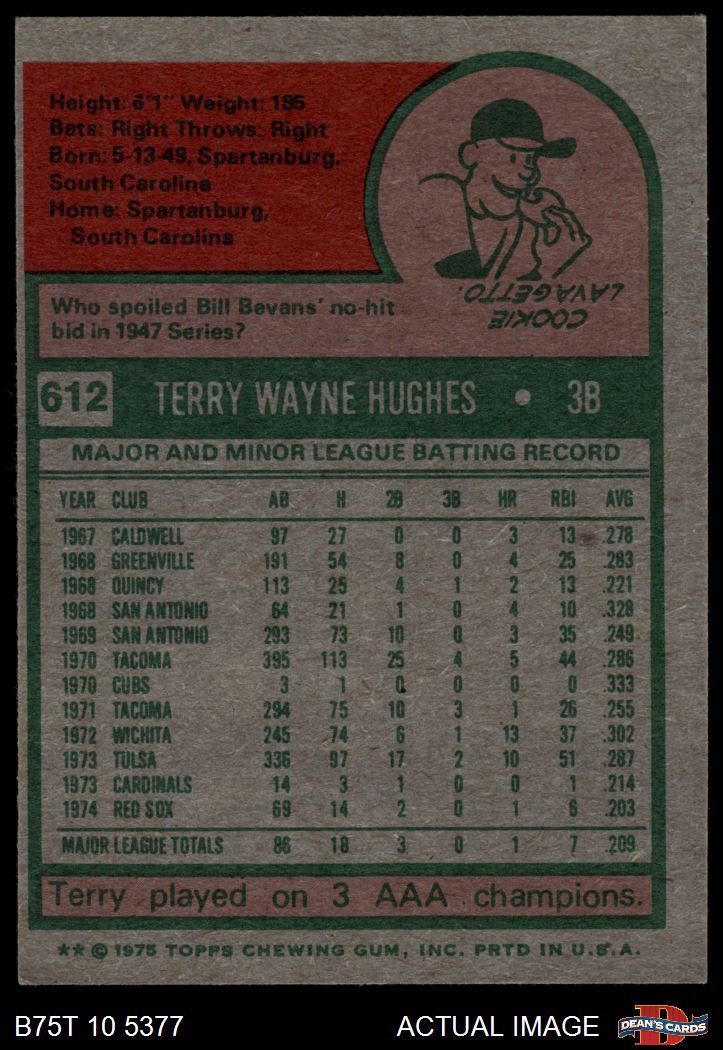 Height: 6'1" Weight: 185
Bats: Right Throws: Right
Born: 5-13-49, Spartanburg,
South Carolina
Home: Spartanburg,
South Carolina
COOKIE
LAVAGETTO.
Who spoiled Bill Bevans' no-hit
bid in 1947 Series?
612 TERRY WAYNE HUGHES • 3B
MAJOR AND MINOR LEAGUE BATTING RECORD
YEAR CLUB AB H 2B 3B HR RBI AVG
1967 CALDWELL 97 27 0 0 3 13 .278
1968 GREENVILLE 191 54 8 0 4 25 .283
1968 QUINCY 113 25 4 1 2 13 .221
1968 SAN ANTONIO 64 21 1 0 4 10 .328
1969 SAN ANTONIO 293 73 10 0 3 35 .249
1970 TACOMA 395 113 25 4 5 44 .286
1970 CUBS 3 1 0 0 0 0 .333
1971 TACOMA 294 75 10 3 1 26 .255
1972 WICHITA 245 74 6 1 13 37 .302
1973 TULSA 336 97 17 2 10 51 .287
1973 CARDINALS 14 3 1 0 0 1 .214
1974 RED SOX 69 14 2 0 1 6 .203
MAJOR LEAGUE TOTALS 86 18 3 0 1 7 .209
Terry played on 3 AAA champions.
** © 1975 TOPPS CHEWING GUM, INC. PRTD IN U.S.A.
B75T 10 5377 ACTUAL IMAGE D DEAN'S CARDS